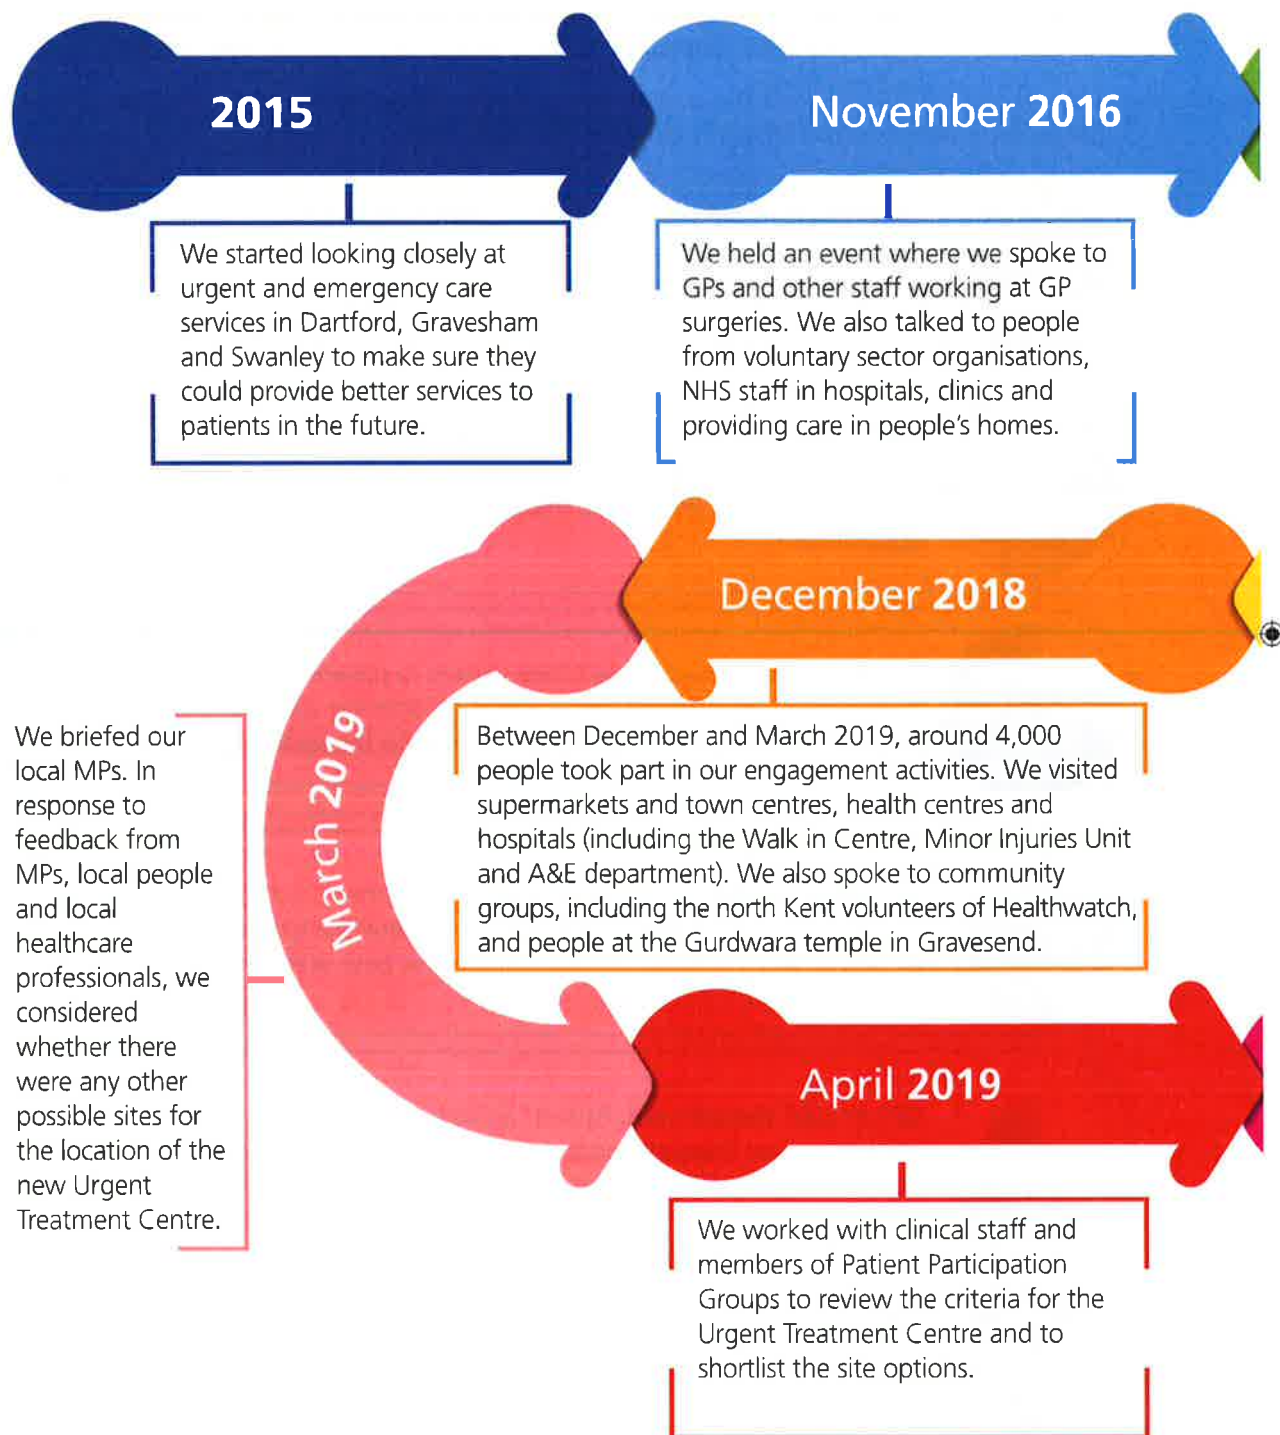 2015
We started looking closely at
urgent and emergency care
services in Dartford, Gravesham
and Swanley to make sure they
could provide better services to
patients in the future.
November 2016
We held an event where we spoke to
GPs and other staff working at GP
surgeries. We also talked to people
from voluntary sector organisations,
NHS staff in hospitals, clinics and
providing care in people's homes.
December 2018
Between December and March 2019, around 4,000
people took part in our engagement activities. We visited
supermarkets and town centres, health centres and
hospitals (including the Walk in Centre, Minor Injuries Unit
and A&E department). We also spoke to community
groups, including the north Kent volunteers of Healthwatch,
and people at the Gurdwara temple in Gravesend.
March 2019
We briefed our
local MPs. In
response to
feedback from
MPs, local people
and local
healthcare
professionals, we
considered
whether there
were any other
possible sites for
the location of the
new Urgent
Treatment Centre.
April 2019
We worked with clinical staff and
members of Patient Participation
Groups to review the criteria for the
Urgent Treatment Centre and to
shortlist the site options.